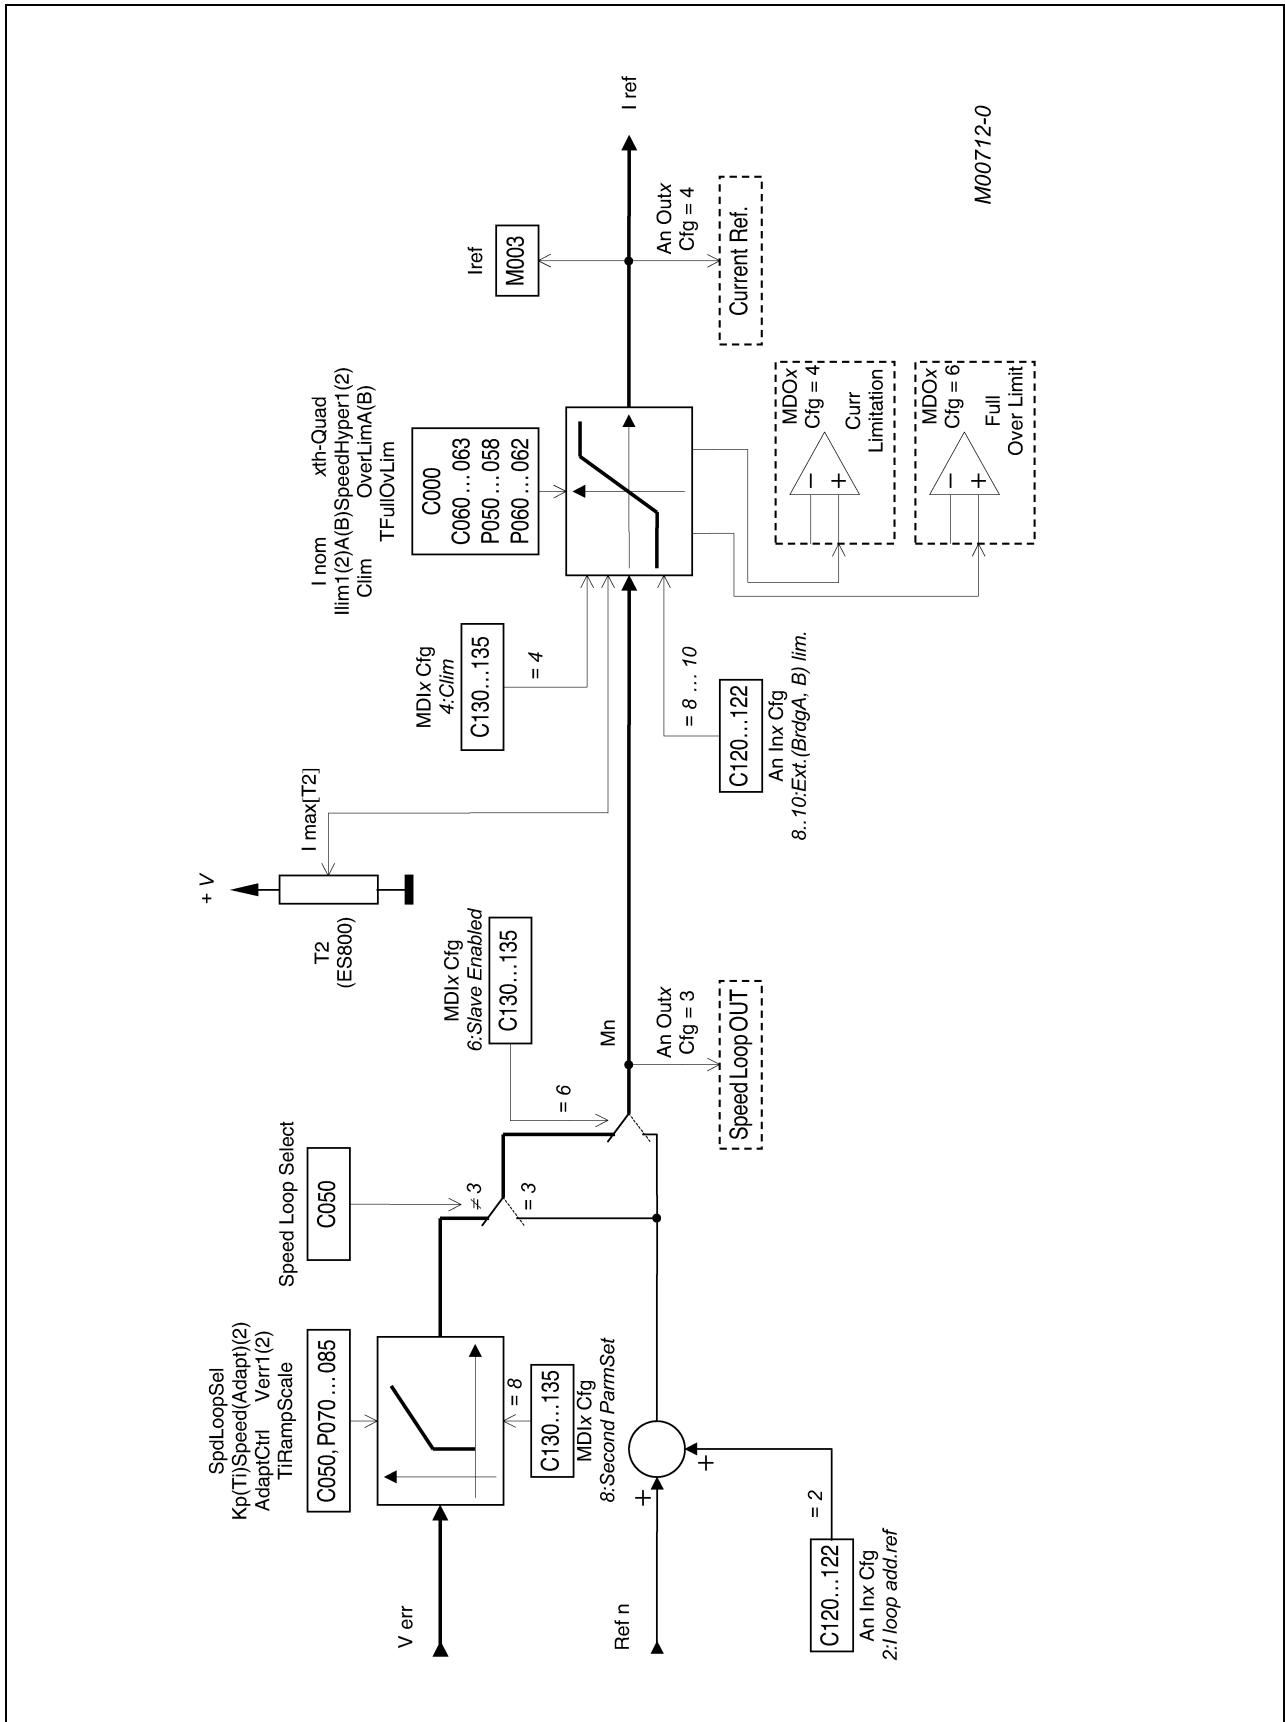 V err
SpdLoopSel
Kp(Ti)Speed(Adapt)(2)
AdaptCtrl Verr1(2)
TiRampScale
C050, P070 ... 085
= 8
C130...135
MDIx Cfg
8:Second ParmSet
Ref n
+
+
= 2
C120...122
An Inx Cfg
2:I loop add.ref
Speed Loop Select
C050
≠ 3
= 3
MDIx Cfg
6:Slave Enabled
C130...135
= 6
Mn
An Outx
Cfg = 3
Speed Loop OUT
+ V
T2
(ES800)
I max[T2]
MDIx Cfg
4:Clim
C130...135
= 4
= 8 ... 10
C120...122
An Inx Cfg
8..10:Ext.(BrdgA, B) lim.
I nom xth-Quad
Ilim1(2)A(B)SpeedHyper1(2)
Clim OverLimA(B)
TFullOvLim
C000
C060 ... 063
P050 ... 058
P060 ... 062
MDOx
Cfg = 4
−
+
Curr
Limitation
MDOx
Cfg = 6
−
+
Full
Over Limit
Iref
M003
An Outx
Cfg = 4
Current Ref.
I ref
M00712-0